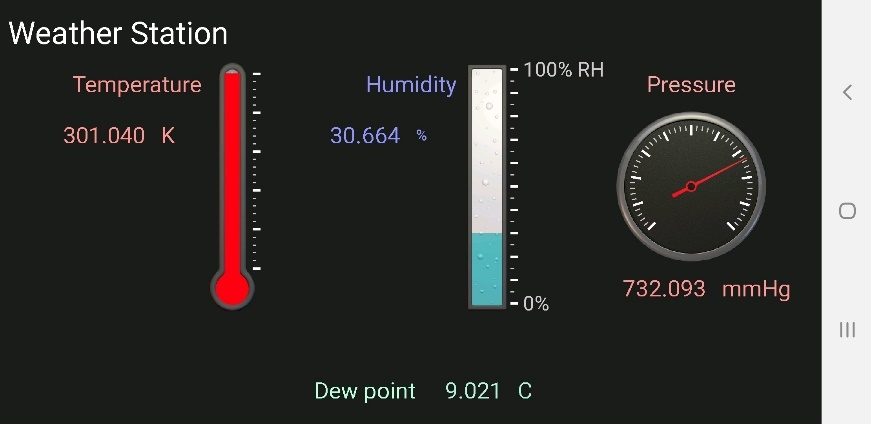 Weather Station
Temperature
301.040 K
Humidity
30.664 %
100% RH
0%
Pressure
732.093 mmHg
Dew point 9.021 C